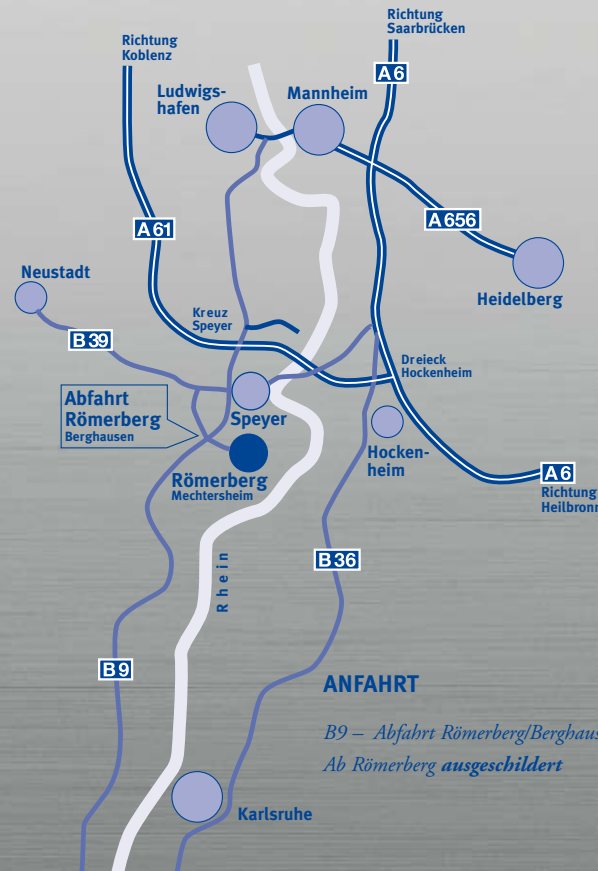 Richtung
Saarbrücken
Richtung
Koblenz
A6
Ludwigs-
hafen
Mannheim
A656
A61
Neustadt
Heidelberg
Kreuz
Speyer
B39
Dreieck
Hockenheim
Abfahrt
Römerberg
Berghausen
Speyer
Hocken-
heim
Römerberg
Mechtersheim
A6
Richtung
Heilbronn
Rhein
B36
B9
ANFAHRT
B9 – Abfahrt Römerberg/Berghaus
Ab Römerberg ausgeschildert
Karlsruhe